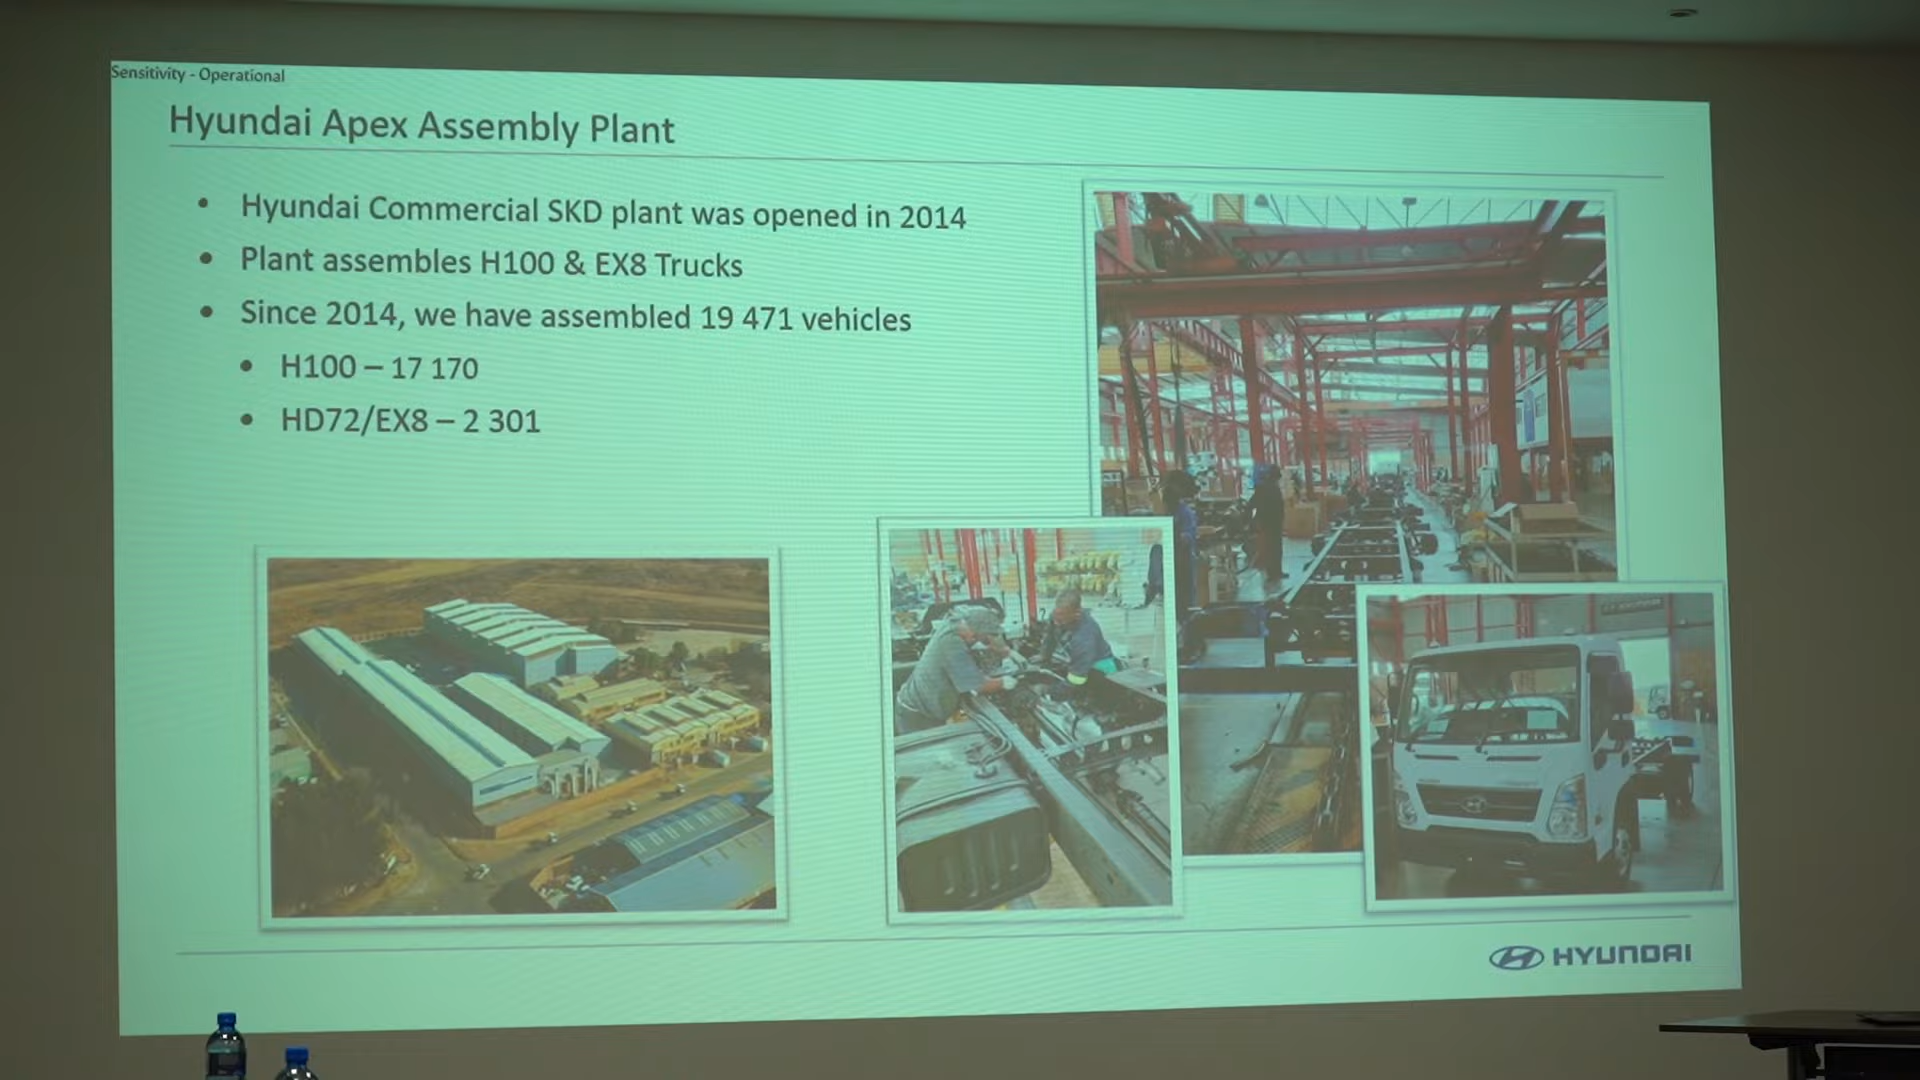 Sensitivity - Operational
Hyundai Apex Assembly Plant
• Hyundai Commercial SKD plant was opened in 2014
• Plant assembles H100 & EX8 Trucks
• Since 2014, we have assembled 19 471 vehicles
• H100 – 17 170
• HD72/EX8 – 2 301
HYUNDAI